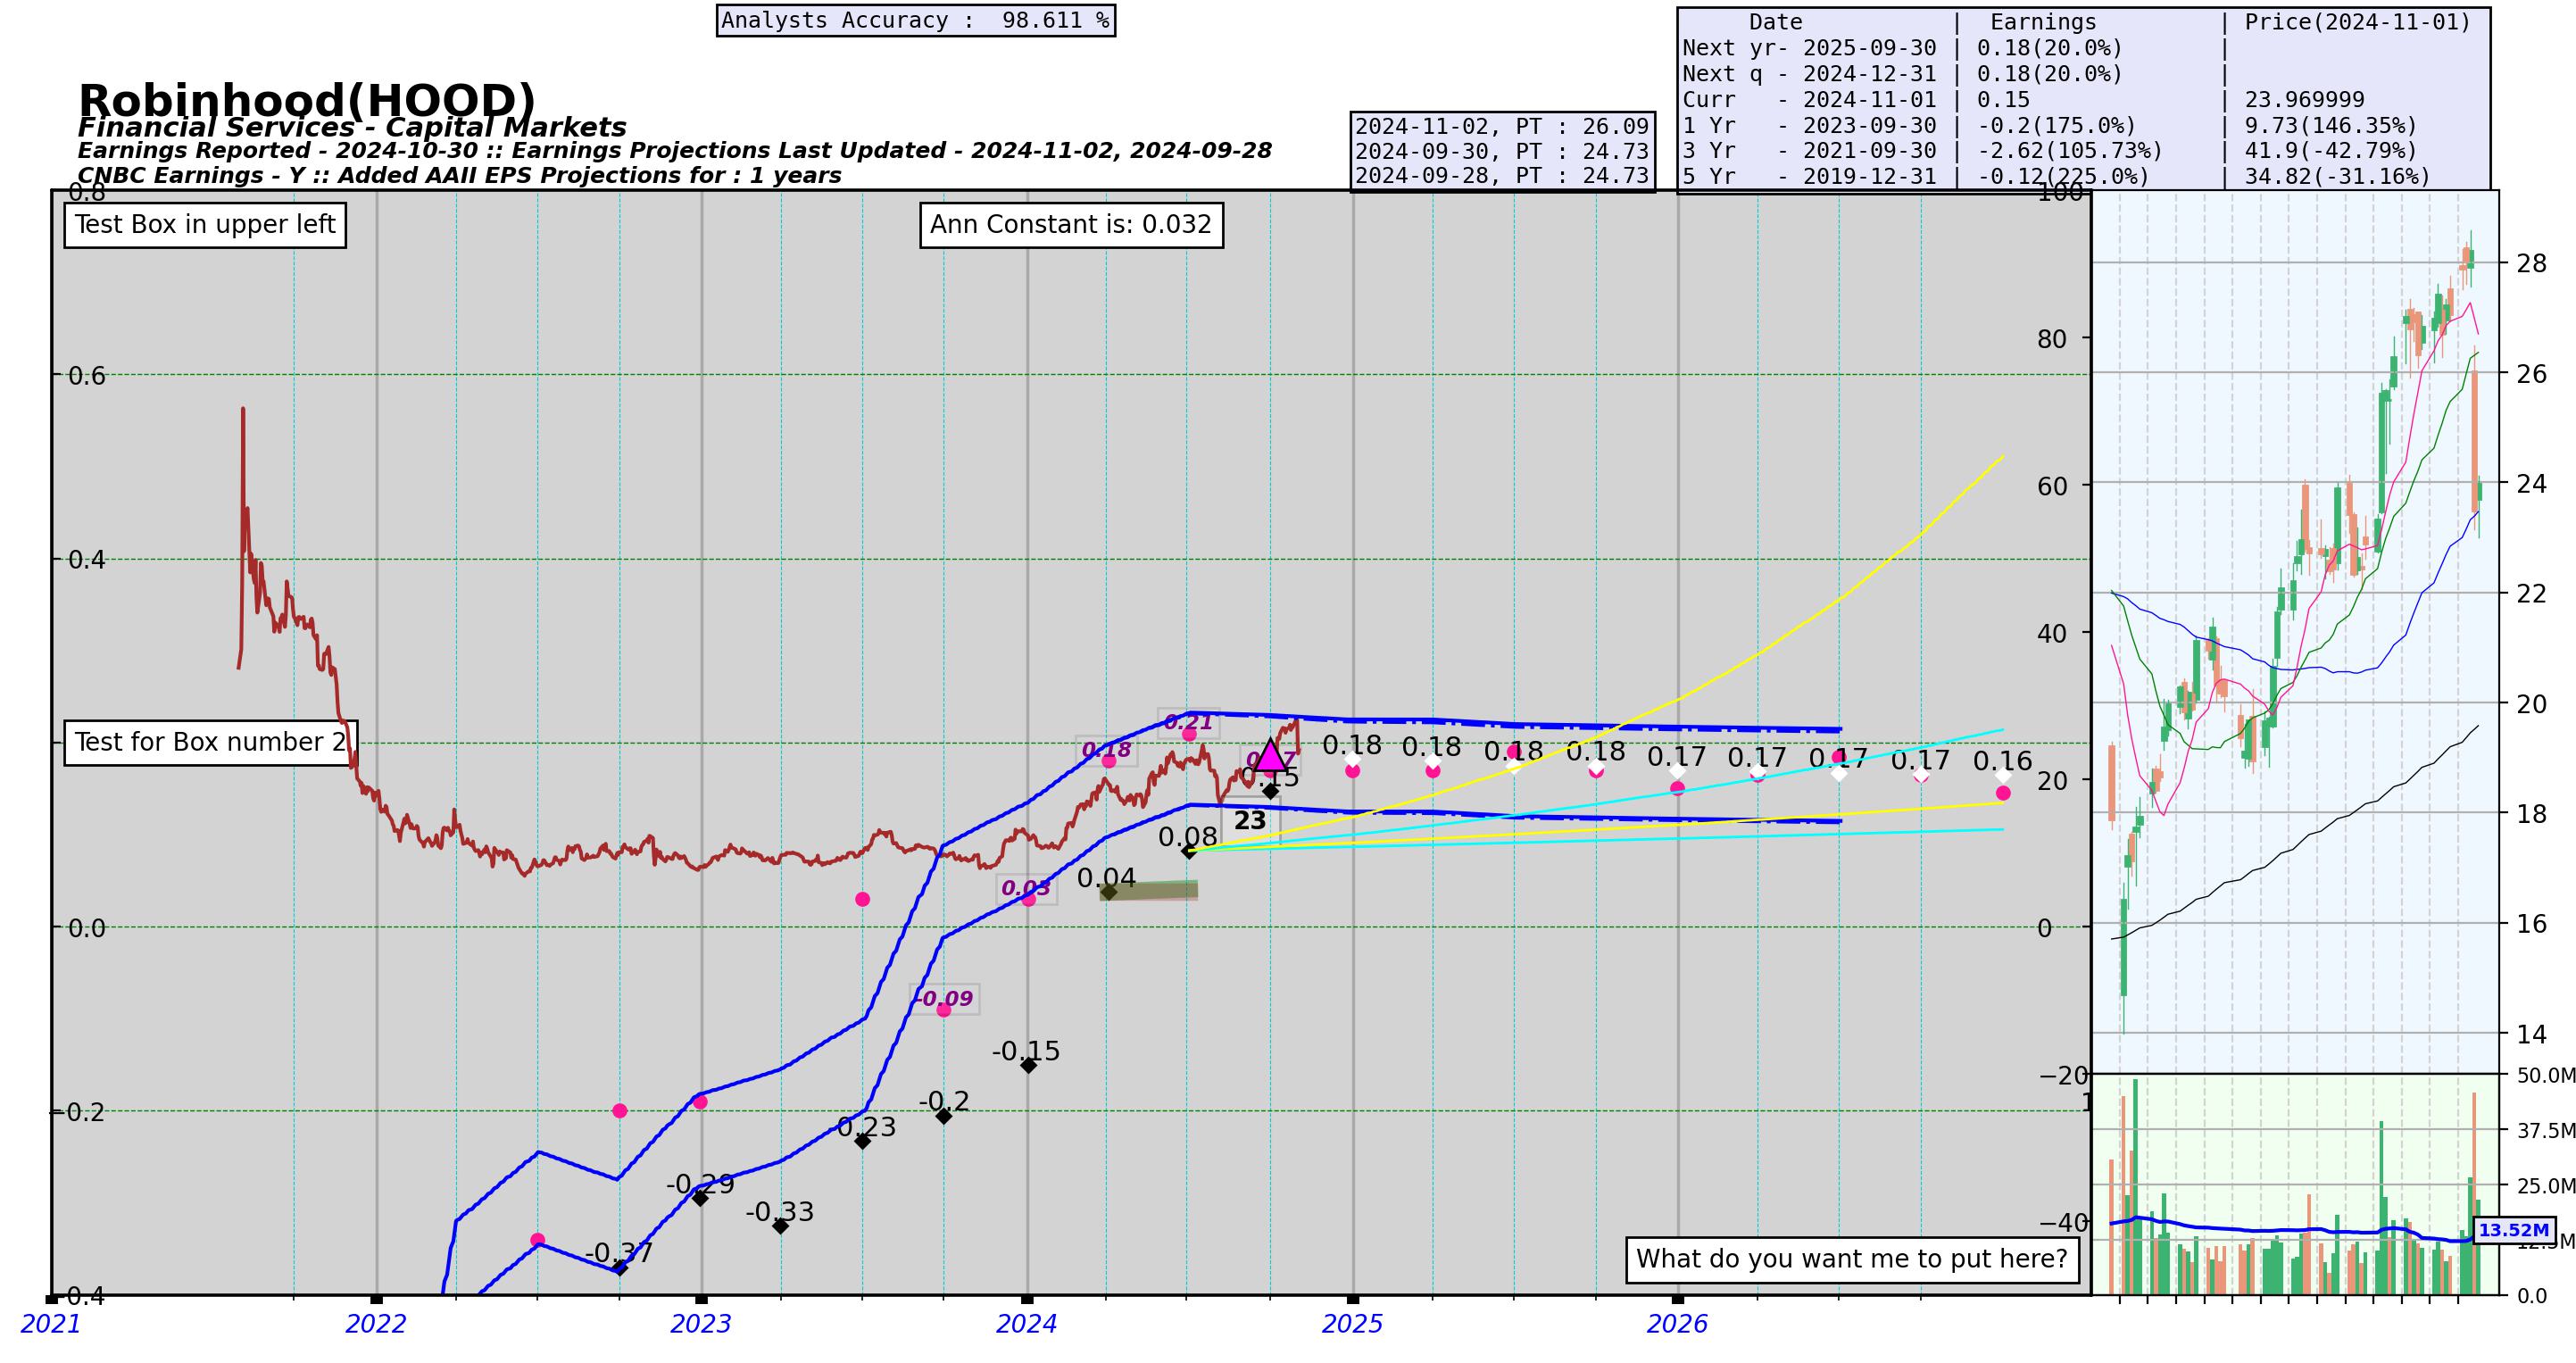 Analysts Accuracy :  98.611 %
Date | Earnings | Price(2024-11-01)
Next yr- 2025-09-30 | 0.18(20.0%) |
Next q - 2024-12-31 | 0.18(20.0%) |
Curr   - 2024-11-01 | 0.15 | 23.969999
1 Yr   - 2023-09-30 | -0.2(175.0%) | 9.73(146.35%)
3 Yr   - 2021-09-30 | -2.62(105.73%) | 41.9(-42.79%)
5 Yr   - 2019-12-31 | -0.12(225.0%) | 34.82(-31.16%)
Robinhood(HOOD)
Financial Services - Capital Markets
Earnings Reported - 2024-10-30 :: Earnings Projections Last Updated - 2024-11-02, 2024-09-28
CNBC Earnings - Y :: Added AAII EPS Projections for : 1 years
2024-11-02, PT : 26.09
2024-09-30, PT : 24.73
2024-09-28, PT : 24.73
Test Box in upper left
Ann Constant is: 0.032
Test for Box number 2
What do you want me to put here?
0.8
0.6
0.4
0.0
-0.2
-0.4
100
80
60
40
20
0
−20
−40
28
26
24
22
20
18
16
14
50.0M
37.5M
25.0M
0.0
13.52M
0.21
0.18
0.03
-0.09
0.15
23
0.08
0.04
-0.15
-0.2
0.23
-0.29
-0.33
-0.37
0.18 0.18 0.18 0.18 0.17 0.17 0.17 0.17 0.16
2021 2022 2023 2024 2025 2026